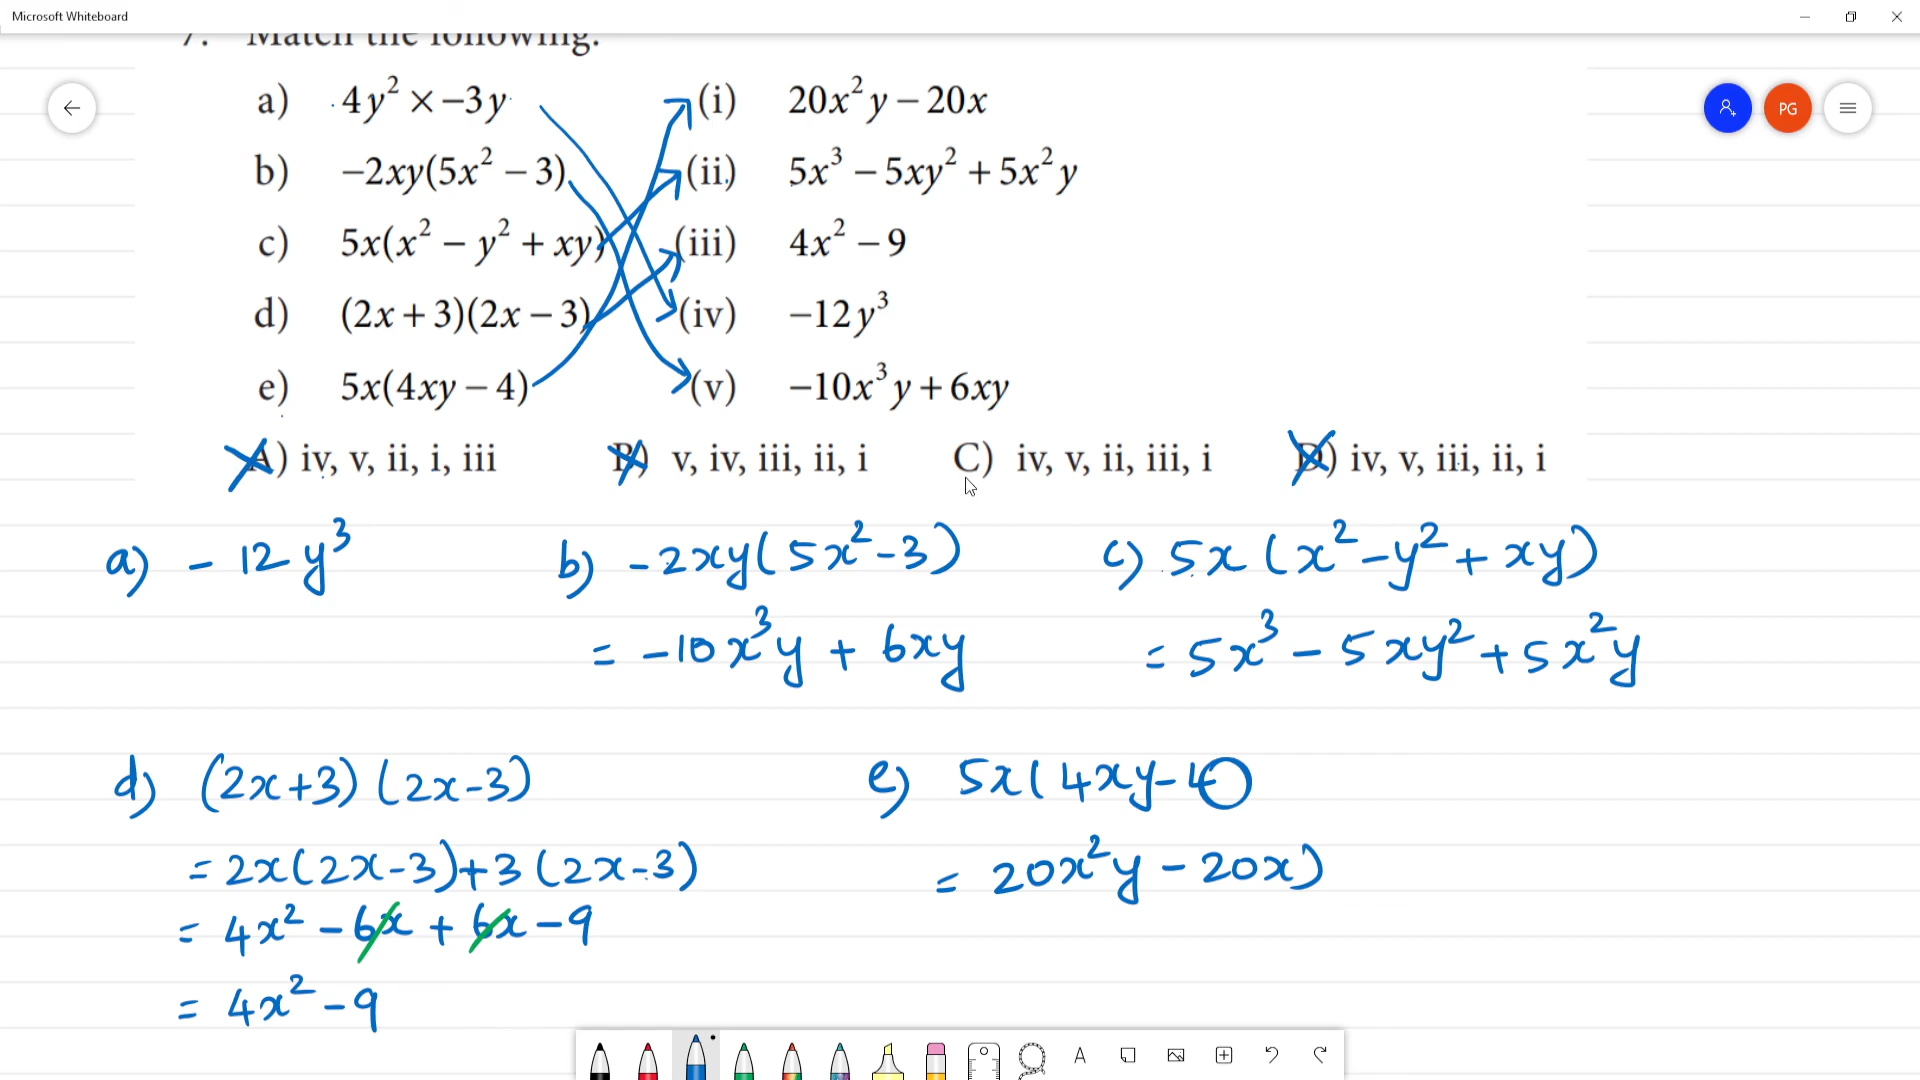 Microsoft Whiteboard
7. Match the following.
PG
a) 4y² × −3y (i) 20x²y − 20x
b) −2xy(5x² − 3) (ii) 5x³ − 5xy² + 5x²y
c) 5x(x² − y² + xy) (iii) 4x² − 9
d) (2x + 3)(2x − 3) (iv) −12y³
e) 5x(4xy − 4) (v) −10x³y + 6xy
A) iv, v, ii, i, iii B) v, iv, iii, ii, i C) iv, v, ii, iii, i D) iv, v, iii, ii, i
a) - 12 y³ b) - 2xy(5x² - 3) c) 5x(x² - y² + xy)
= -10x³y + 6xy = 5x³ - 5xy² + 5x²y
d) (2x+3)(2x-3) e) 5x(4xy-4)
= 2x(2x-3)+3(2x-3) = 20x²y - 20x)
= 4x² - 6x + 6x - 9
= 4x² - 9
A